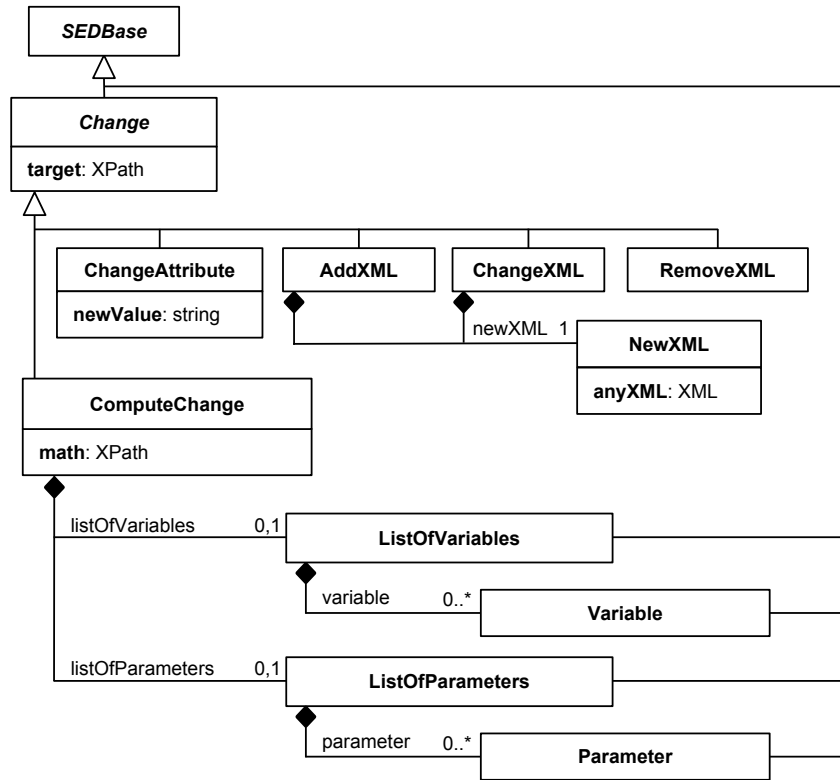 SEDBase
Change
target: XPath
ChangeAttribute
newValue: string
AddXML
ChangeXML
RemoveXML
newXML 1
NewXML
anyXML: XML
ComputeChange
math: XPath
listOfVariables 0,1
ListOfVariables
variable 0..*
Variable
listOfParameters 0,1
ListOfParameters
parameter 0..*
Parameter